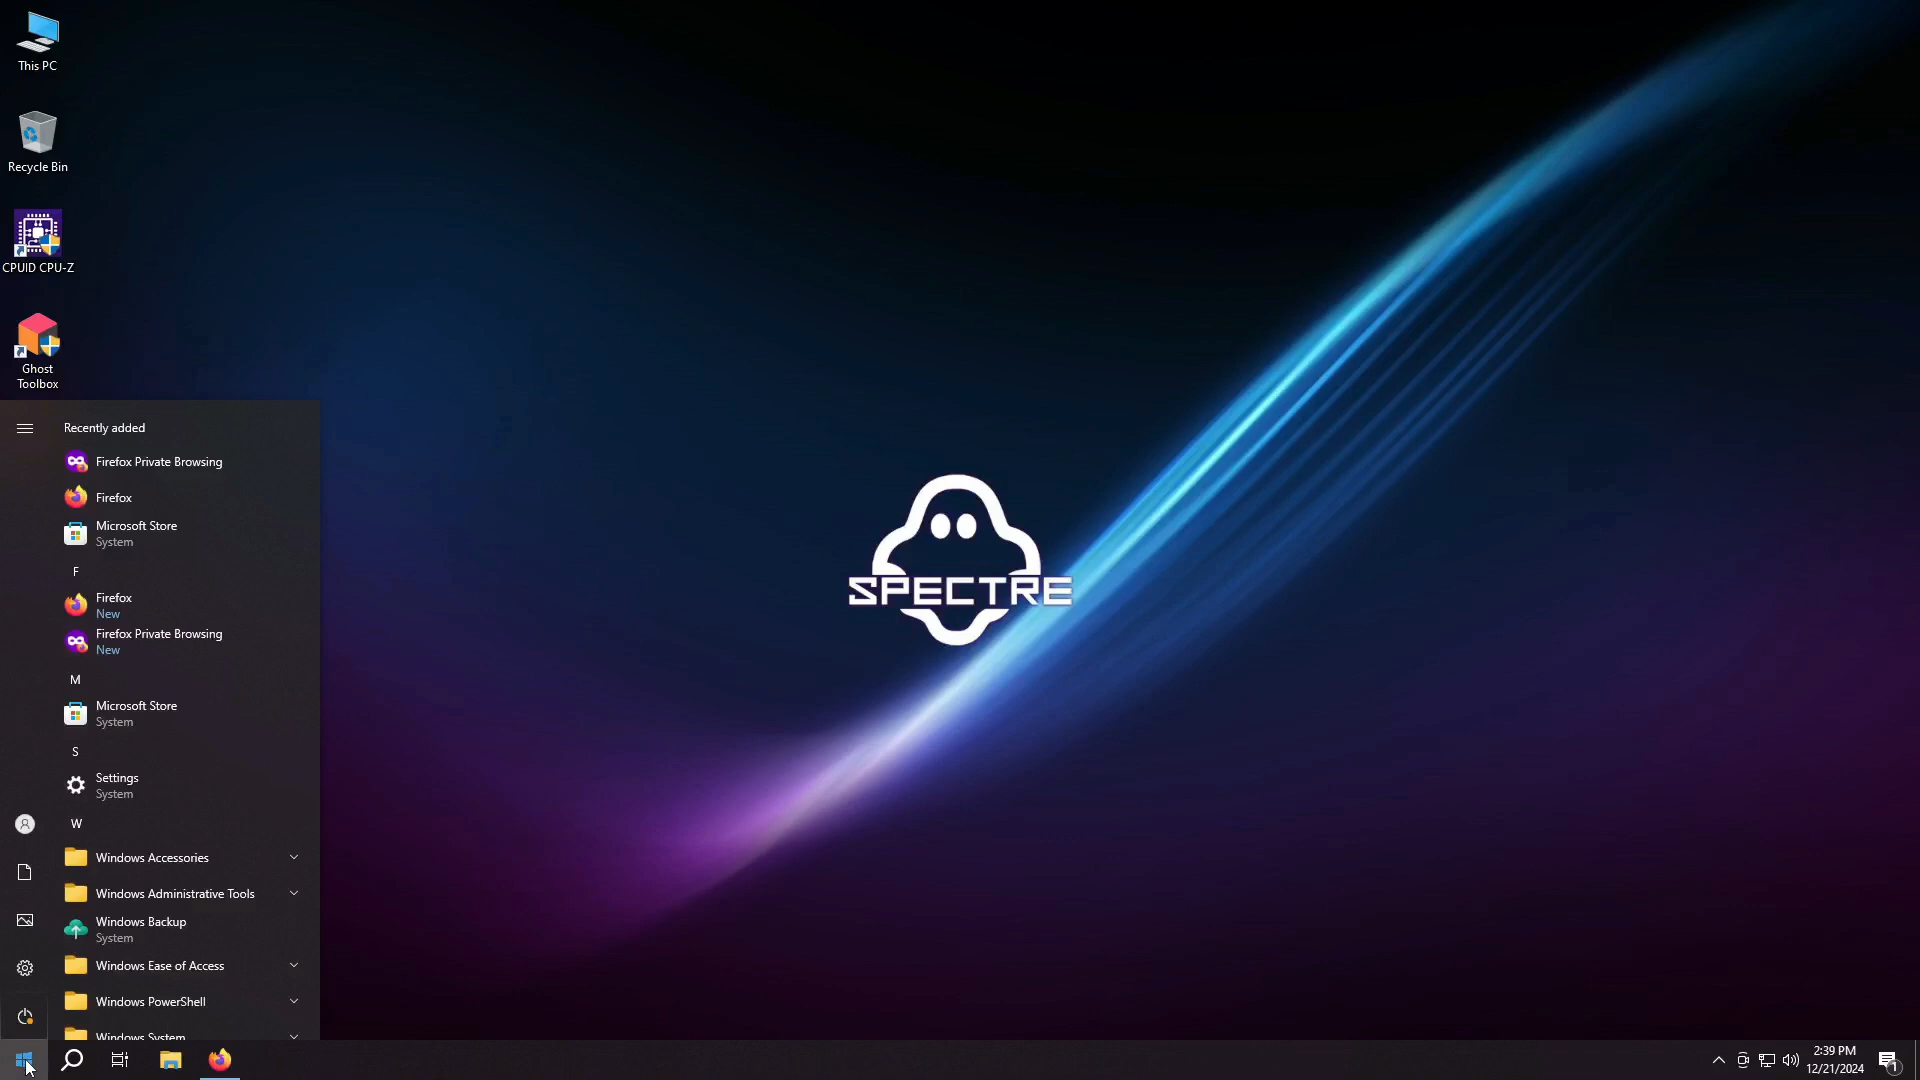 This PC
Recycle Bin
CPUID CPU-Z
Ghost
Toolbox
Recently added
Firefox Private Browsing
Firefox
Microsoft Store
System
F
Firefox
New
Firefox Private Browsing
New
M
Microsoft Store
System
S
Settings
System
W
Windows Accessories
Windows Administrative Tools
Windows Backup
System
Windows Ease of Access
Windows PowerShell
Windows System
SPECTRE
2:39 PM
12/21/2024
1